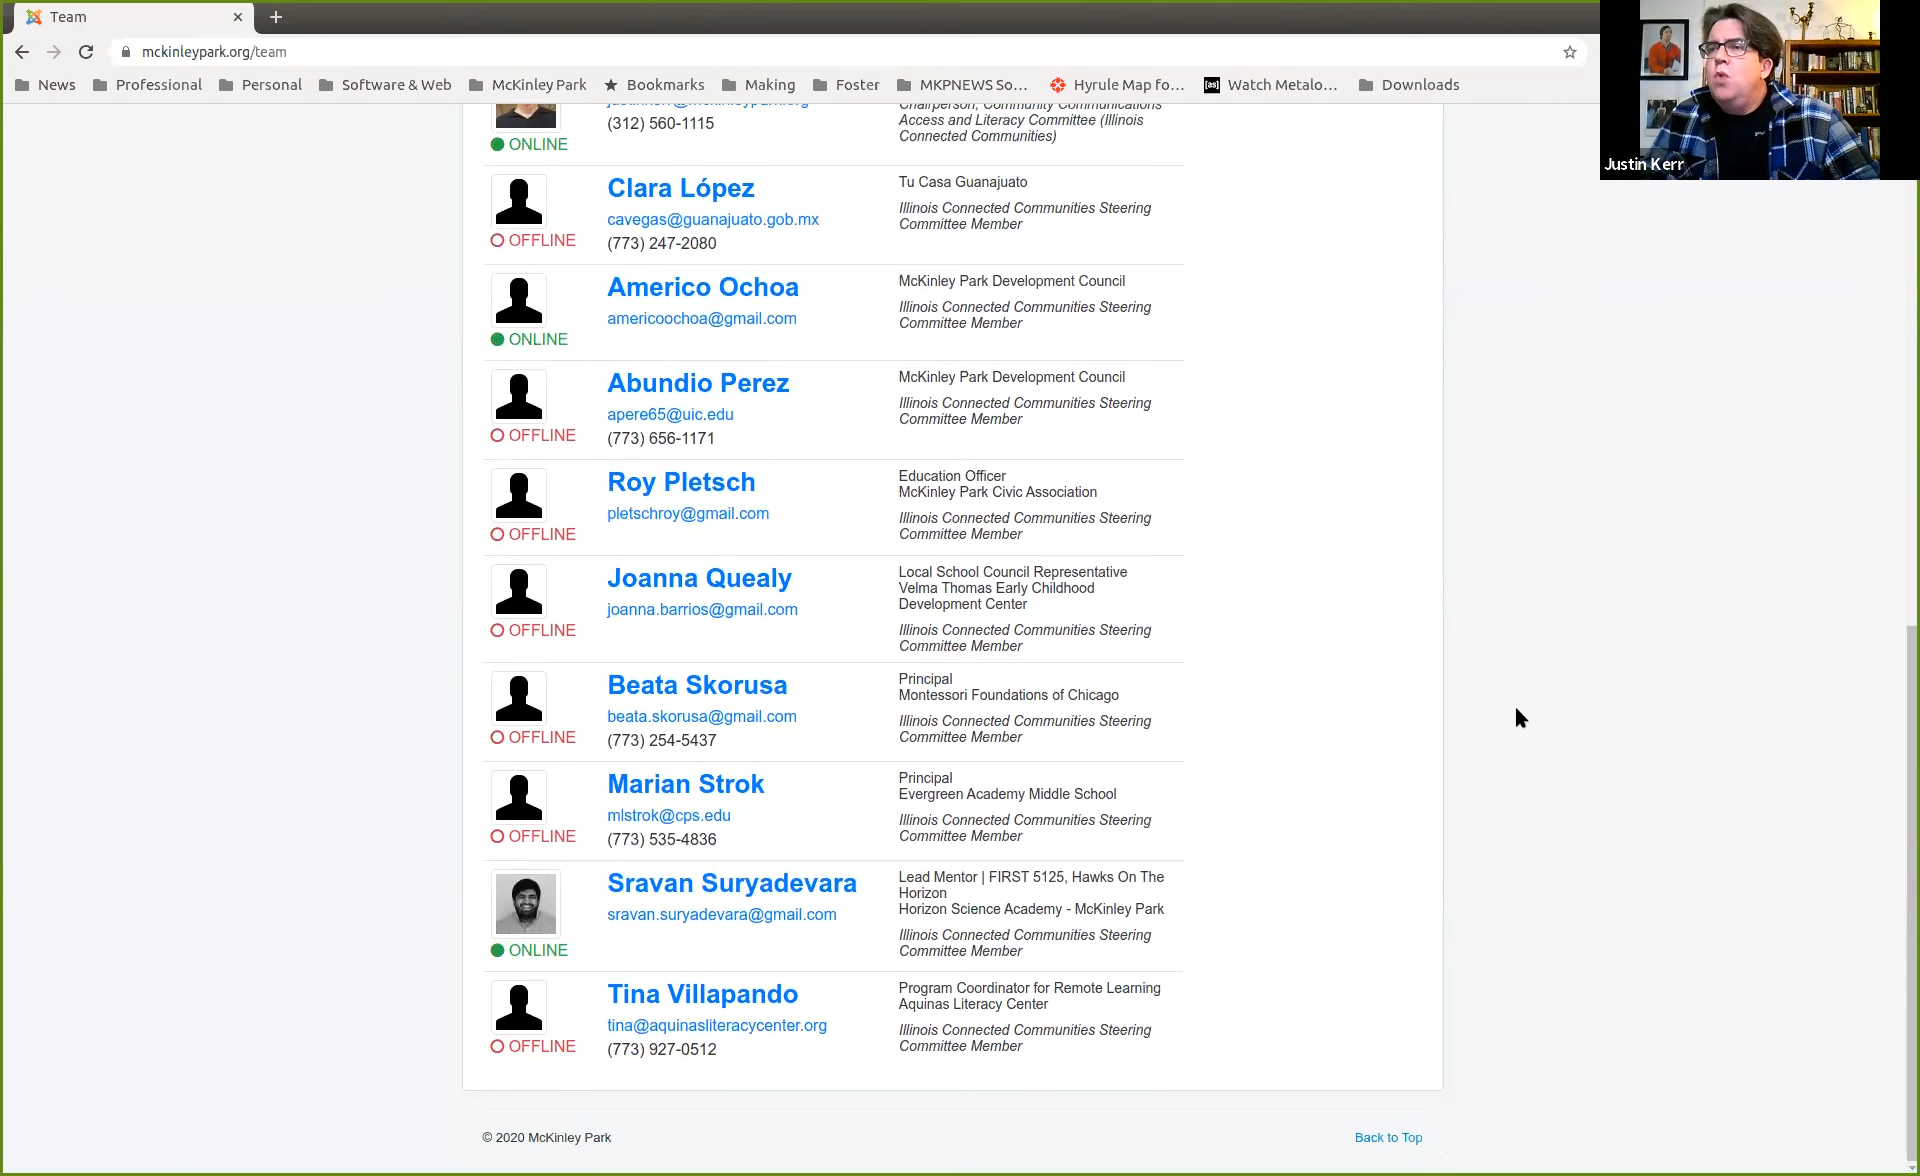 Team
mckinleypark.org/team
News Professional Personal Software & Web McKinley Park Bookmarks Making Foster MKPNEWS So... Hyrule Map fo... Watch Metalo... Downloads
Justin Kerr
(312) 560-1115
Chairperson, Community Communications
Access and Literacy Committee (Illinois
Connected Communities)
ONLINE
Clara López
cavegas@guanajuato.gob.mx
(773) 247-2080
Tu Casa Guanajuato
Illinois Connected Communities Steering
Committee Member
OFFLINE
Americo Ochoa
americoochoa@gmail.com
McKinley Park Development Council
Illinois Connected Communities Steering
Committee Member
ONLINE
Abundio Perez
apere65@uic.edu
(773) 656-1171
McKinley Park Development Council
Illinois Connected Communities Steering
Committee Member
OFFLINE
Roy Pletsch
pletschroy@gmail.com
Education Officer
McKinley Park Civic Association
Illinois Connected Communities Steering
Committee Member
OFFLINE
Joanna Quealy
joanna.barrios@gmail.com
Local School Council Representative
Velma Thomas Early Childhood
Development Center
Illinois Connected Communities Steering
Committee Member
OFFLINE
Beata Skorusa
beata.skorusa@gmail.com
(773) 254-5437
Principal
Montessori Foundations of Chicago
Illinois Connected Communities Steering
Committee Member
OFFLINE
Marian Strok
mlstrok@cps.edu
(773) 535-4836
Principal
Evergreen Academy Middle School
Illinois Connected Communities Steering
Committee Member
OFFLINE
Sravan Suryadevara
sravan.suryadevara@gmail.com
Lead Mentor | FIRST 5125, Hawks On The
Horizon
Horizon Science Academy - McKinley Park
Illinois Connected Communities Steering
Committee Member
ONLINE
Tina Villapando
tina@aquinasliteracycenter.org
(773) 927-0512
Program Coordinator for Remote Learning
Aquinas Literacy Center
Illinois Connected Communities Steering
Committee Member
OFFLINE
© 2020 McKinley Park
Back to Top